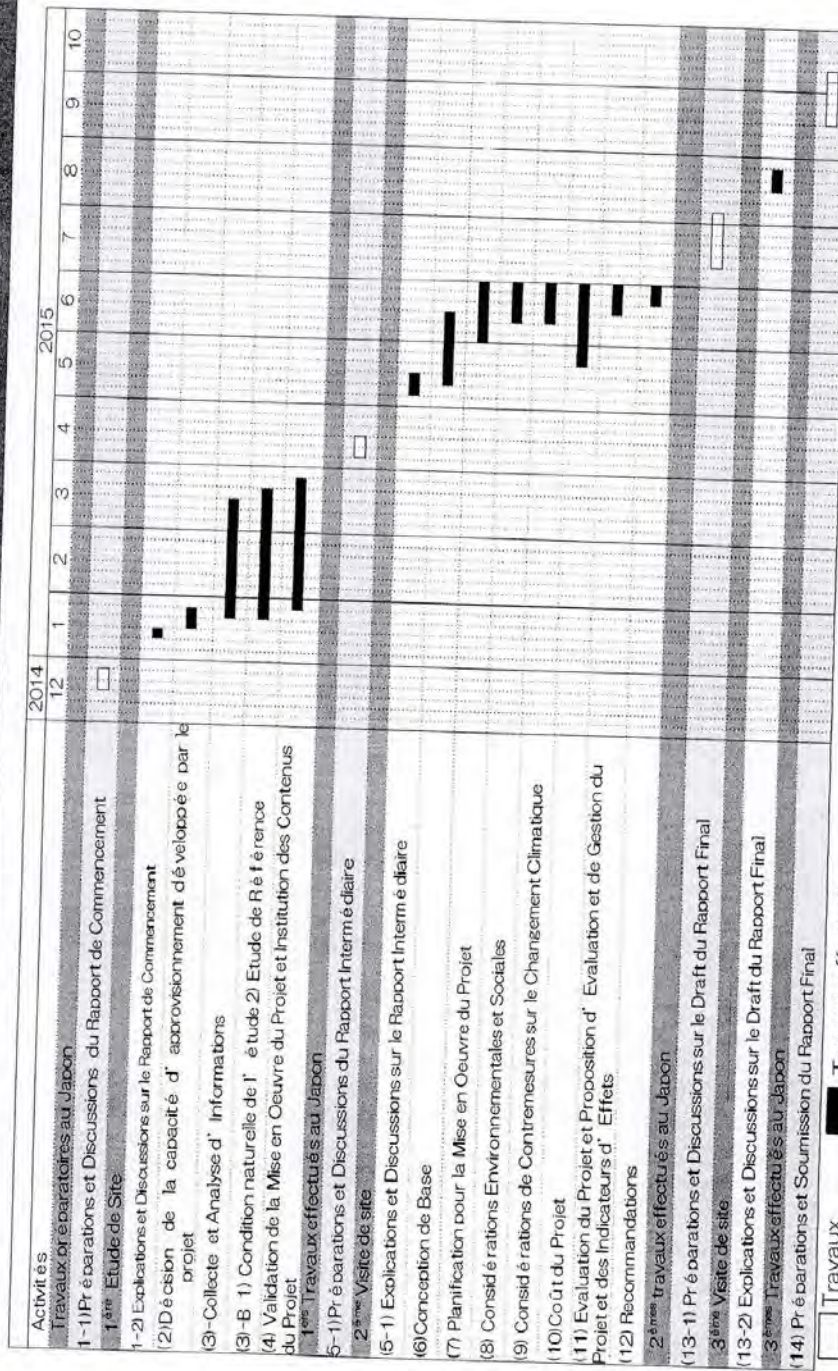 Activités
2014
2015
12
1
2
3
4
5
6
7
8
9
10
Travaux préparatoires au Japon
1-1)Préparations et Discussions du Rapport de Commencement
1ère Etude de Site
1-2) Explications et Discussions sur le Rapport de Commencement
(2)Décision de la capacité d' approvisionnement développée par le
projet
(3)-Collecte et Analyse d' Informations
(3)-B 1) Condition naturelle de l' étude 2) Etude de Référence
(4) Validation de la Mise en Oeuvre du Projet et Institution des Contenus
du Projet
1ers Travaux effectués au Japon
5-1)Préparations et Discussions du Rapport Intermédiaire
2ème Visite de site
(5-1) Explications et Discussions sur le Rapport Intermédiaire
(6)Conception de Base
(7) Planification pour la Mise en Oeuvre du Projet
(8) Considérations Environnementales et Sociales
(9) Considérations de Contremesures sur le Changement Climatique
(10)Coût du Projet
(11) Evaluation du Projet et Proposition d' Evaluation et de Gestion du
Projet et des Indicateurs d' Effets
(12) Recommandations
2èmes travaux effectués au Japon
(13-1) Préparations et Discussions sur le Draft du Rapport Final
3ème Visite de site
(13-2) Explications et Discussions sur le Draft du Rapport Final
3èmes Travaux effectués au Japon
14) Préparations et Soumission du Rapport Final
Travaux